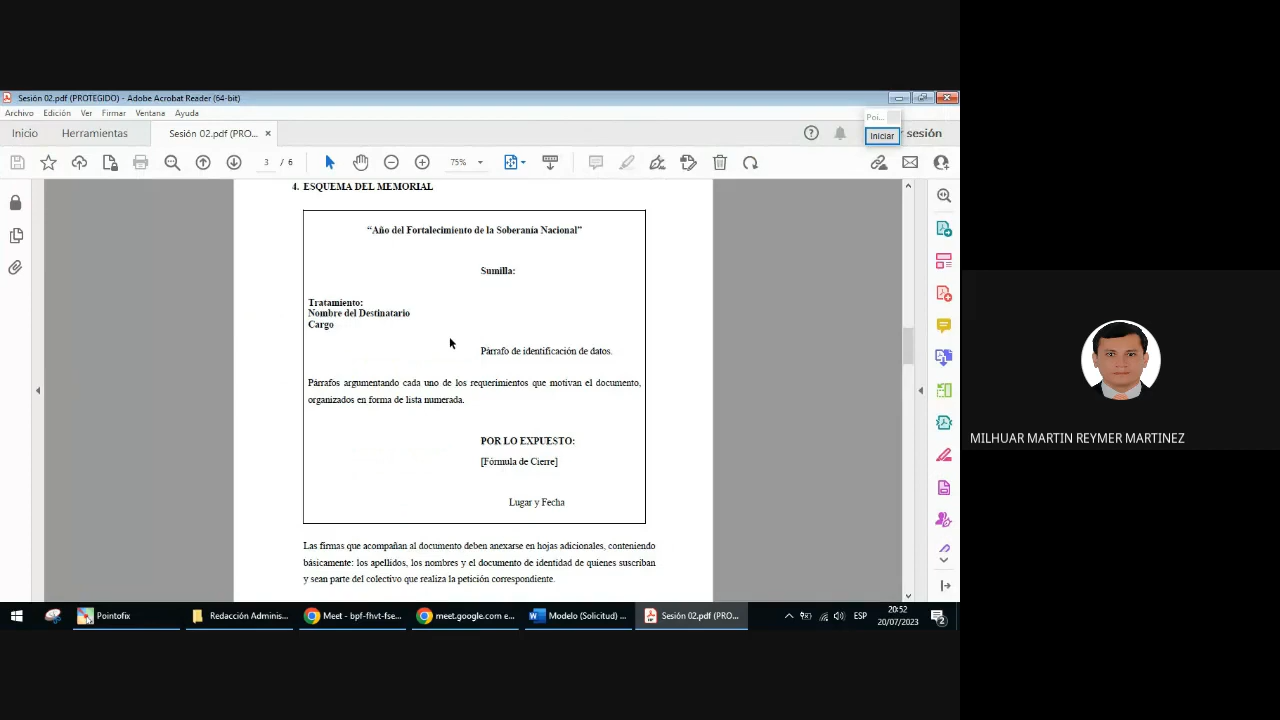 Sesión 02.pdf (PROTEGIDO) - Adobe Acrobat Reader (64-bit)
Archivo Edición Ver Firmar Ventana Ayuda
Poi...
Inicio Herramientas Sesión 02.pdf (PRO... × Iniciar sesión
3 / 6 75%
4. ESQUEMA DEL MEMORIAL
“Año del Fortalecimiento de la Soberanía Nacional”
Sumilla:
Tratamiento:
Nombre del Destinatario
Cargo
Párrafo de identificación de datos.
Párrafos argumentando cada uno de los requerimientos que motivan el documento,
organizados en forma de lista numerada.
POR LO EXPUESTO:
[Fórmula de Cierre]
Lugar y Fecha
Las firmas que acompañan al documento deben anexarse en hojas adicionales, conteniendo
básicamente: los apellidos, los nombres y el documento de identidad de quienes suscriban
y sean parte del colectivo que realiza la petición correspondiente.
MILHUAR MARTIN REYMER MARTINEZ
Pointofix Redacción Adminis... Meet - bpf-fhvt-fse... meet.google.com e... Modelo (Solicitud) ... Sesión 02.pdf (PRO... ESP 20:52
20/07/2023 2